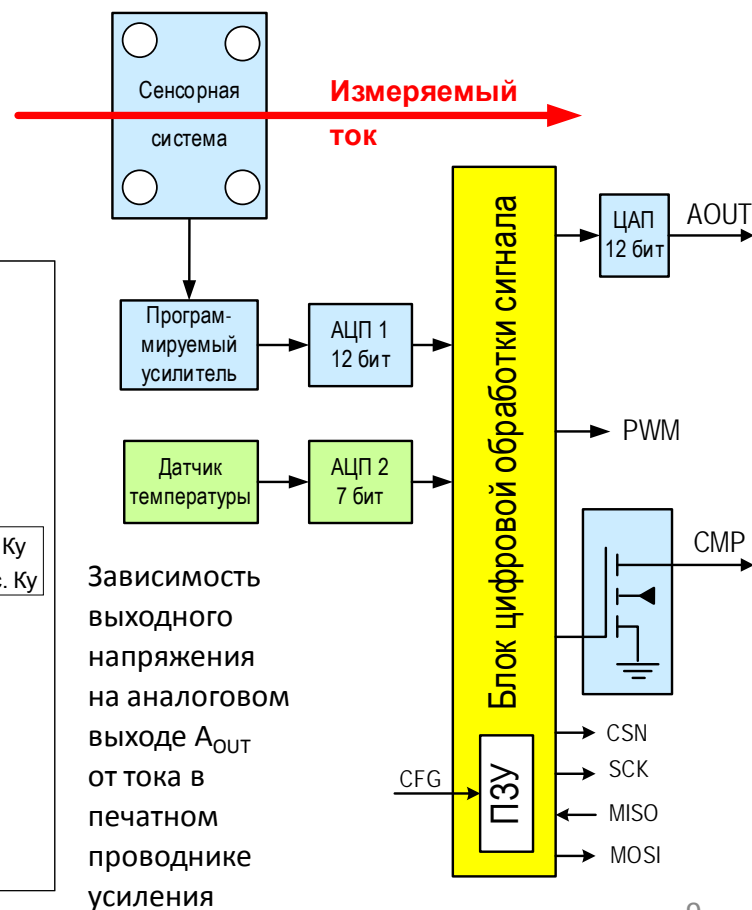 Сенсорная
система
Измеряемый
ток
Програм-
мируемый
усилитель
АЦП 1
12 бит
Датчик
температуры
АЦП 2
7 бит
Блок цифровой обработки сигнала
ПЗУ
CFG
ЦАП
12 бит
AOUT
PWM
CMP
CSN
SCK
MISO
MOSI
Ку
с. Ку
Зависимость
выходного
напряжения
на аналоговом
выходе AOUT
от тока в
печатном
проводнике
усиления